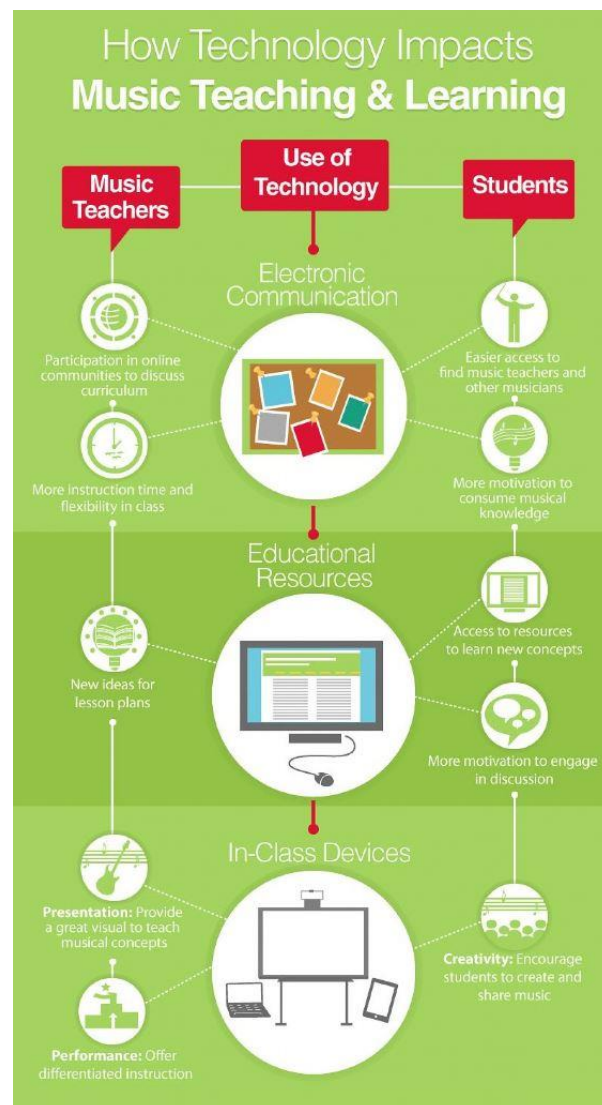 How Technology Impacts
Music Teaching & Learning
Music
Teachers
Use of
Technology
Students
Electronic
Communication
Participation in online
communities to discuss
curriculum
Easier access to
find music teachers and
other musicians
More instruction time and
flexibility in class
More motivation to
consume musical
knowledge
Educational
Resources
New ideas for
lesson plans
Access to resources
to learn new concepts
More motivation to engage
in discussion
In-Class Devices
Presentation: Provide
a great visual to teach
musical concepts
Creativity: Encourage
students to create and
share music
Performance: Offer
differentiated instruction